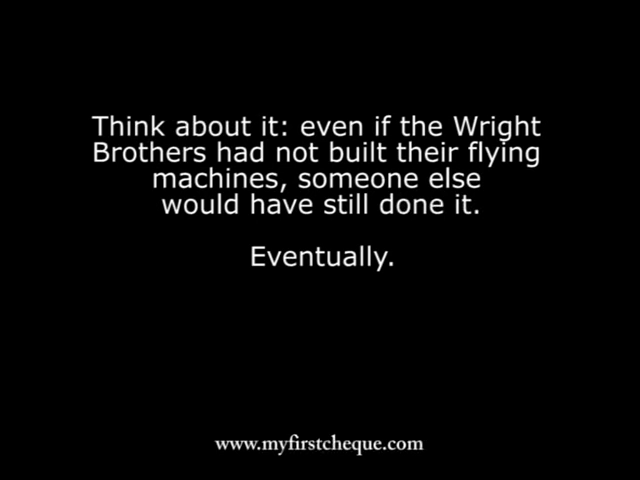 Think about it: even if the Wright
Brothers had not built their flying
machines, someone else
would have still done it.
Eventually.
www.myfirstcheque.com